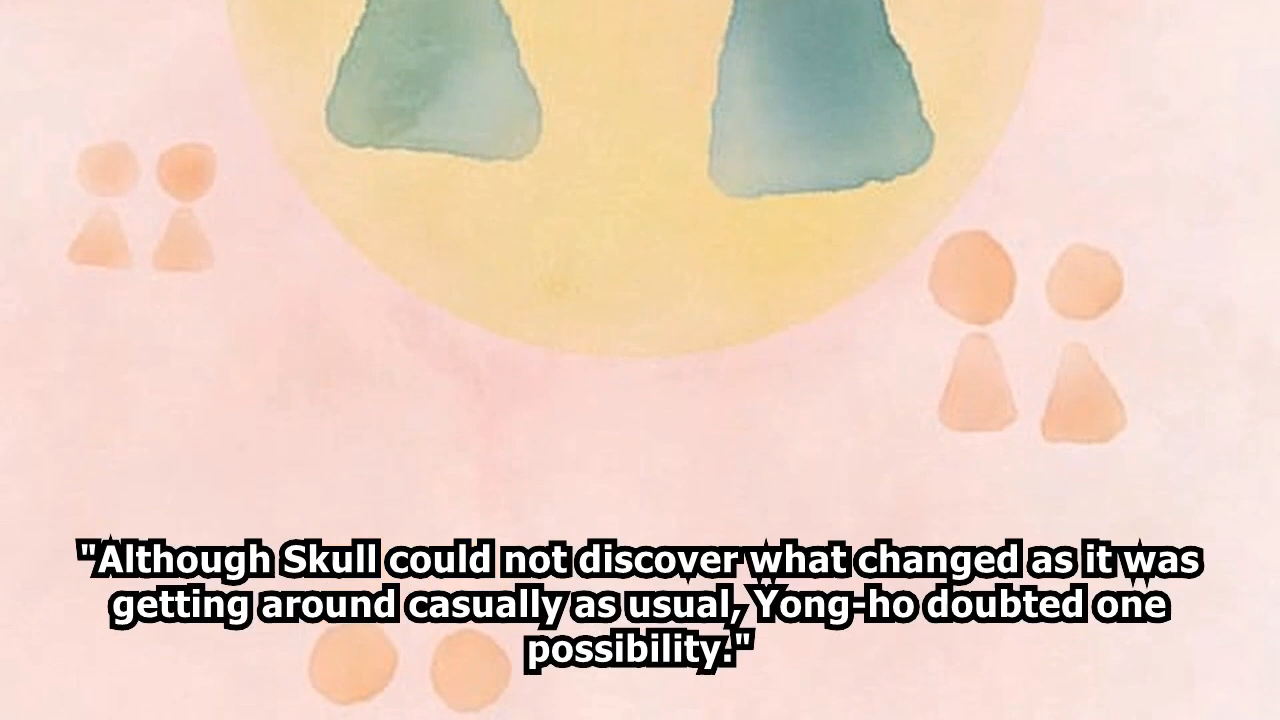 "Although Skull could not discover what changed as it was
getting around casually as usual, Yong-ho doubted one
possibility."